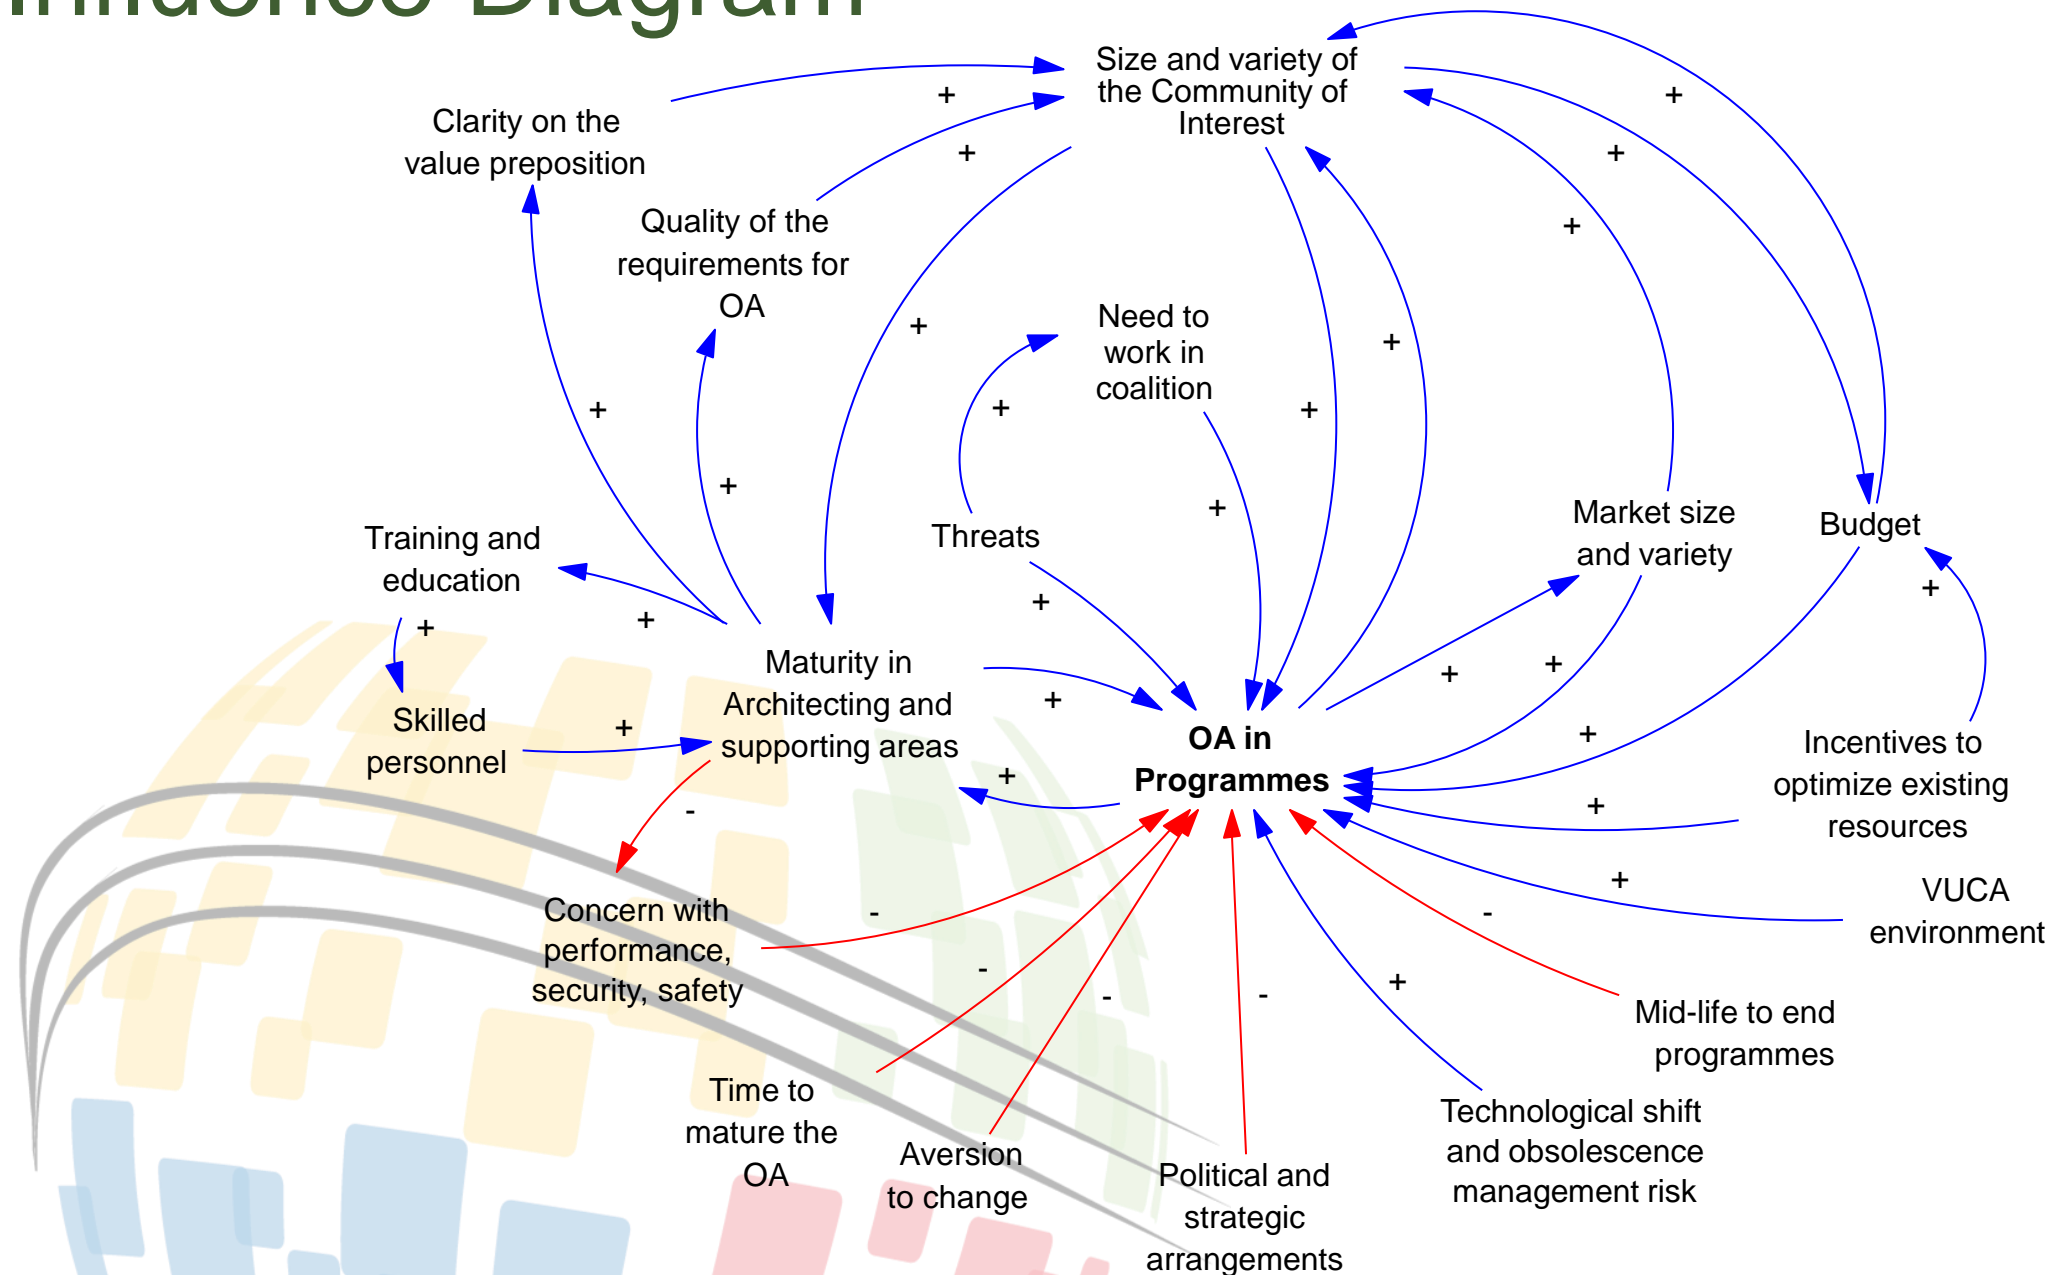 Influence Diagram
Size and variety of
the Community of
Interest
Clarity on the
value preposition
+
+
+
+
Quality of the
requirements for
OA
+
Need to
work in
coalition
+
+
+
+
+
+
+
+
Market size
and variety
Budget
Training and
education
Threats
+
+
+
+
Maturity in
Architecting and
supporting areas
+
+
+
Skilled
personnel
+
+
OA in
Programmes
+
Incentives to
optimize existing
resources
+
-
+
VUCA
environment
Concern with
performance,
security, safety
-
-
-
-
-
+
Mid-life to end
programmes
Time to
mature the
OA
Aversion
to change
Political and
strategic
arrangements
Technological shift
and obsolescence
management risk